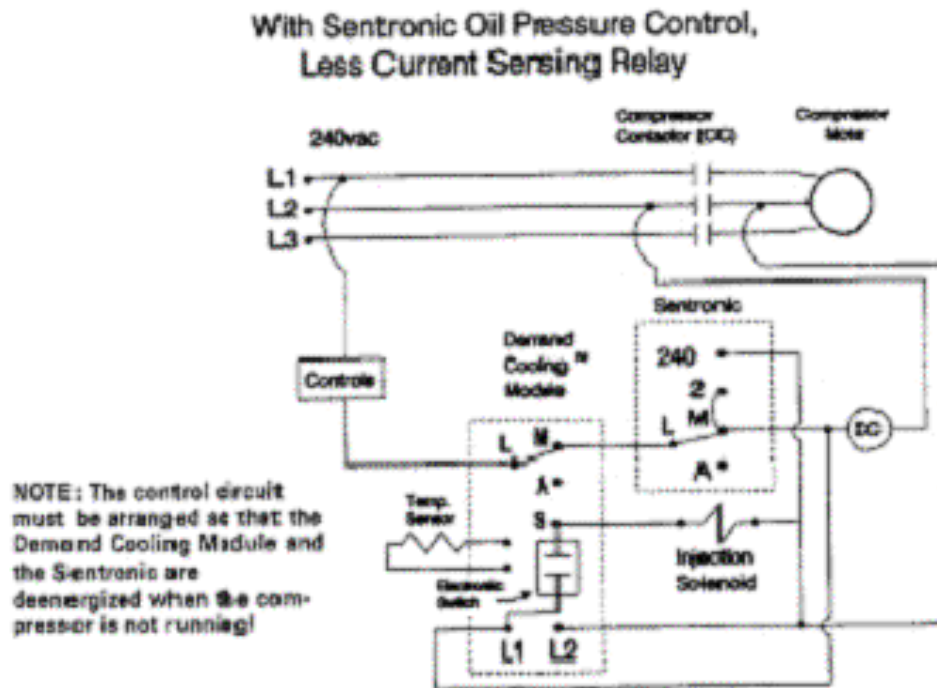 With Sentronic Oil Pressure Control,
Less Current Sensing Relay
240vac
Compressor
Contactor (CC)
Compressor
Motor
L1
L2
L3
Sentronic
Demand
Cooling
Module
240
2
M
L
A
Controls
L
M
A
S
Temp.
Sensor
Electronic
Switch
Injection
Solenoid
L1
L2
NOTE: The control circuit
must be arranged so that the
Demand Cooling Module and
the Sentronic are
deenergized when the com-
pressor is not running!